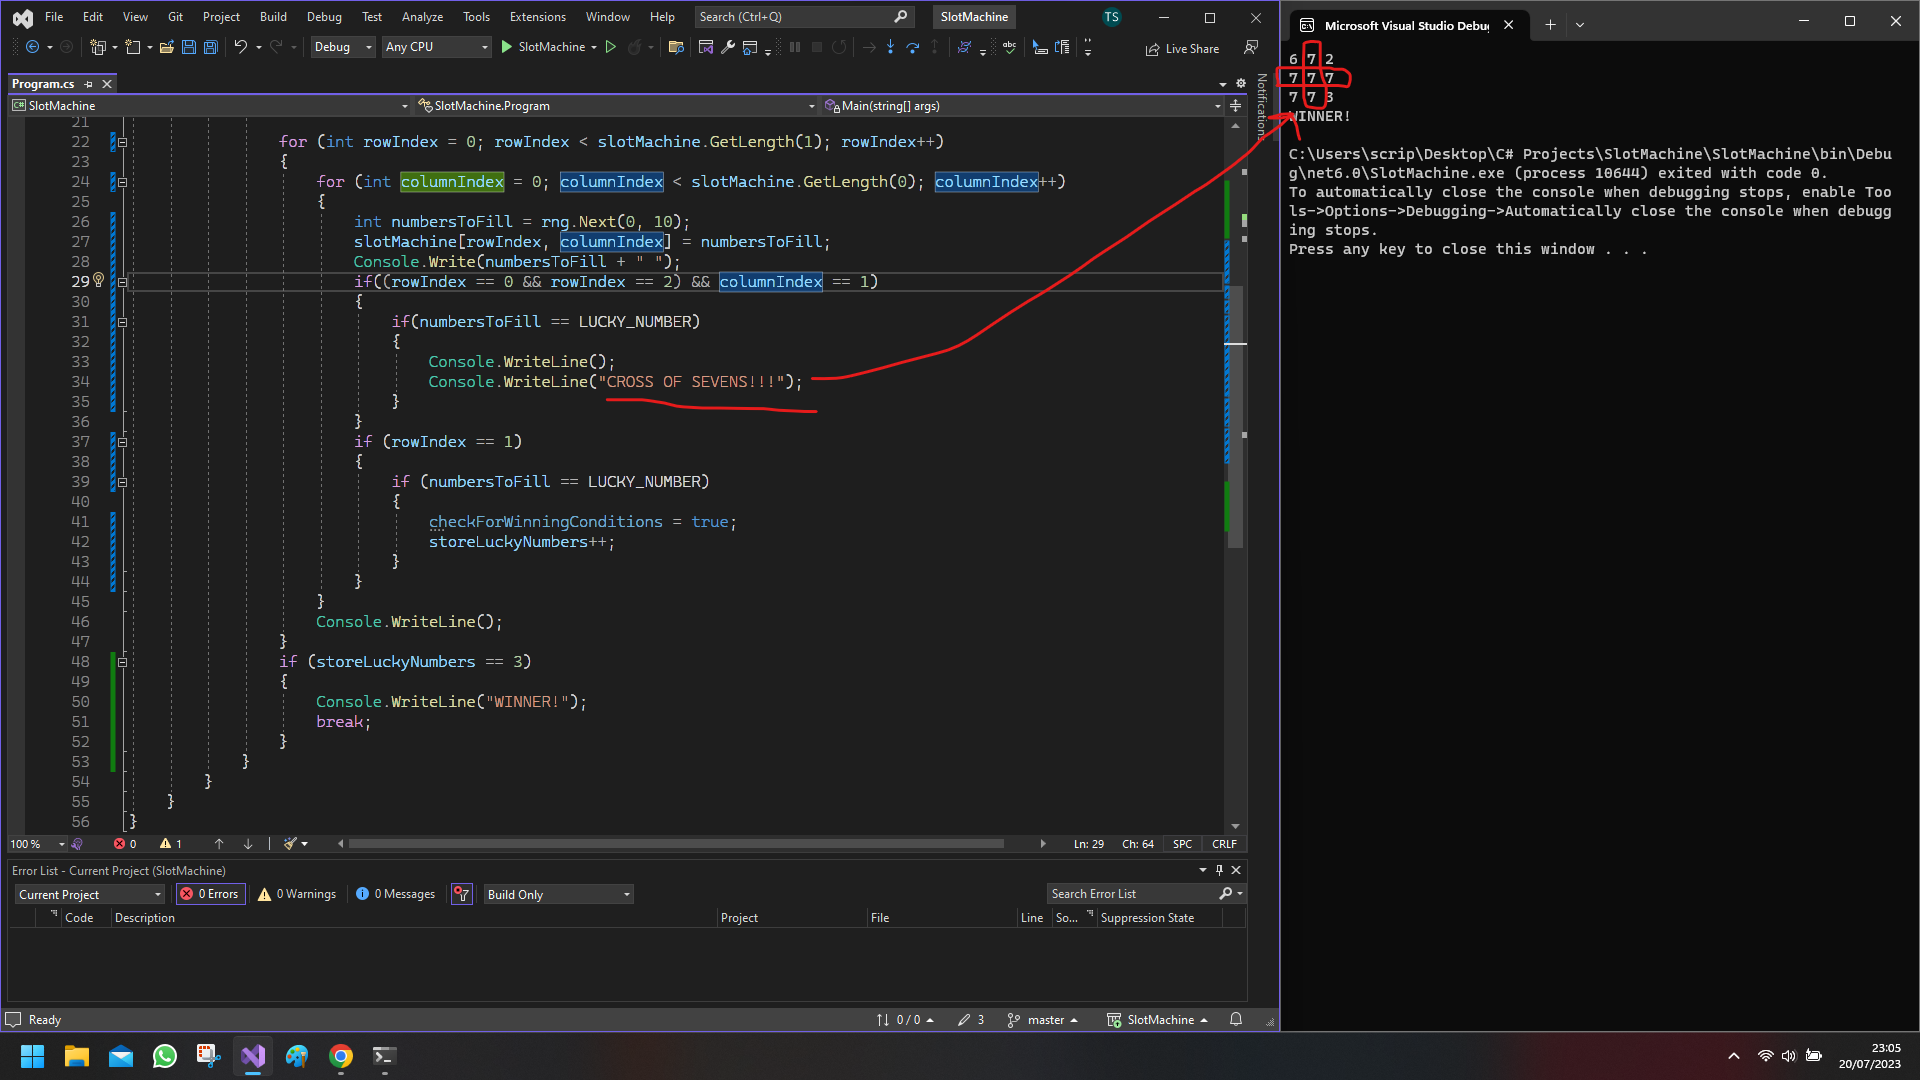 File Edit View Git Project Build Debug Test Analyze Tools Extensions Window Help Search (Ctrl+Q) SlotMachine TS
Debug Any CPU SlotMachine Live Share
Program.cs
SlotMachine SlotMachine.Program Main(string[] args)
21
22 for (int rowIndex = 0; rowIndex < slotMachine.GetLength(1); rowIndex++)
23 {
24 for (int columnIndex = 0; columnIndex < slotMachine.GetLength(0); columnIndex++)
25 {
26 int numbersToFill = rng.Next(0, 10);
27 slotMachine[rowIndex, columnIndex] = numbersToFill;
28 Console.Write(numbersToFill + " ");
29 if((rowIndex == 0 && rowIndex == 2) && columnIndex == 1)
30 {
31 if(numbersToFill == LUCKY_NUMBER)
32 {
33 Console.WriteLine();
34 Console.WriteLine("CROSS OF SEVENS!!!");
35 }
36 }
37 if (rowIndex == 1)
38 {
39 if (numbersToFill == LUCKY_NUMBER)
40 {
41 checkForWinningConditions = true;
42 storeLuckyNumbers++;
43 }
44 }
45 }
46 Console.WriteLine();
47 }
48 if (storeLuckyNumbers == 3)
49 {
50 Console.WriteLine("WINNER!");
51 break;
52 }
53 }
54 }
55 }
56 }
100 % 0 1 Ln: 29 Ch: 64 SPC CRLF
Error List - Current Project (SlotMachine)
Current Project 0 Errors 0 Warnings 0 Messages Build Only Search Error List
Code Description Project File Line So... Suppression State
Ready 0 / 0 3 master SlotMachine
Notifications
Microsoft Visual Studio Debu
6 7 2
7 7 7
7 7 3
WINNER!
C:\Users\scrip\Desktop\C# Projects\SlotMachine\SlotMachine\bin\Debu
g\net6.0\SlotMachine.exe (process 10644) exited with code 0.
To automatically close the console when debugging stops, enable Too
ls->Options->Debugging->Automatically close the console when debugg
ing stops.
Press any key to close this window . . .
23:05
20/07/2023